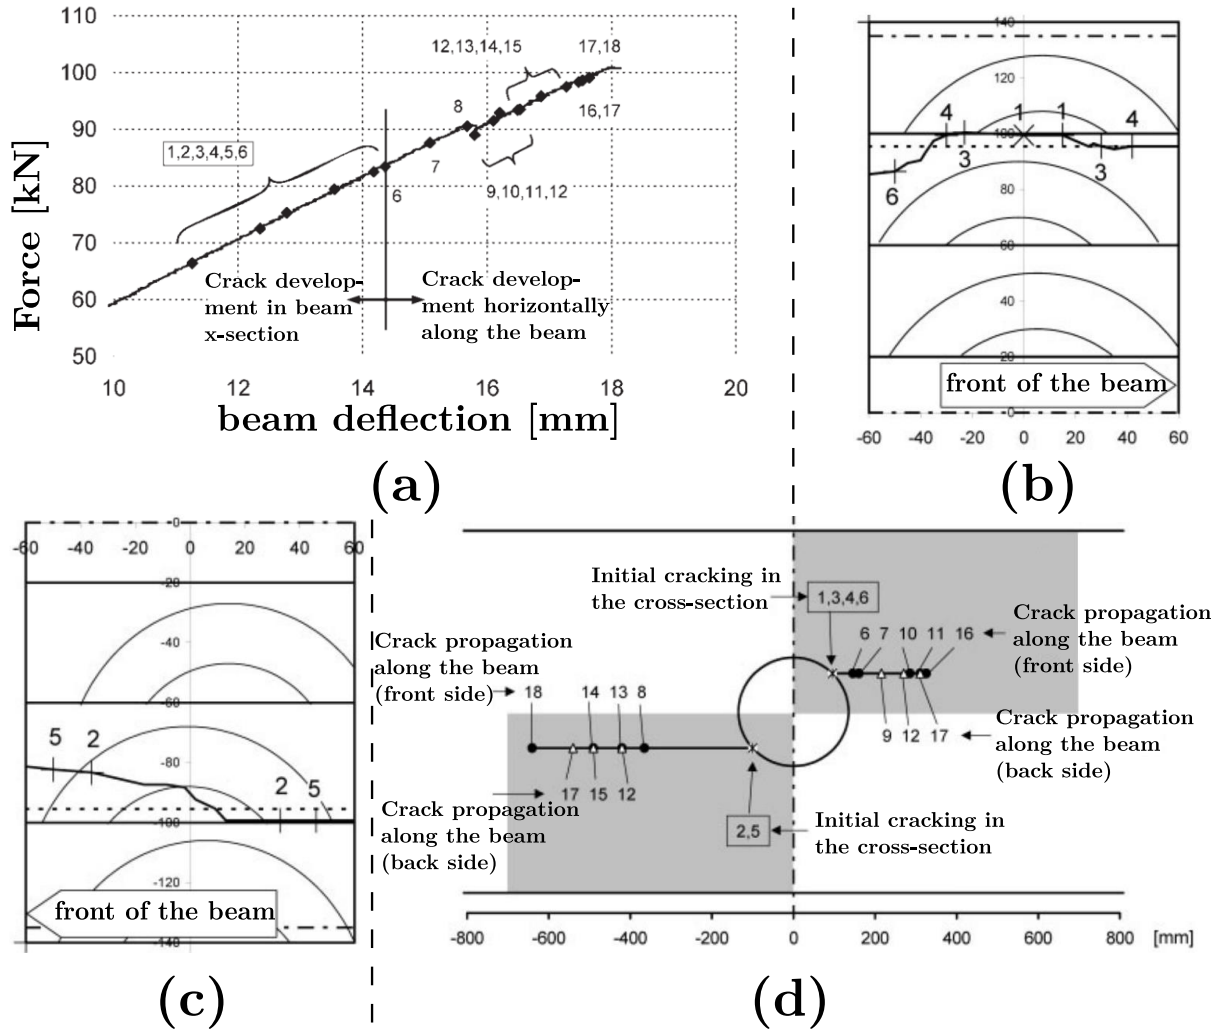 110
100
90
80
70
60
50
Force [kN]
12,13,14,15
17,18
8
16,17
1,2,3,4,5,6
7
6
9,10,11,12
Crack develop-
ment in beam
x-section
Crack develop-
ment horizontally
along the beam
10
12
14
16
18
20
beam deflection [mm]
(a)
140
120
100
80
60
40
20
0
4
1
1
4
3
3
6
front of the beam
-60
-40
-20
0
20
40
60
(b)
-60
-40
-20
0
20
40
60
-0
-20
-40
-60
-80
-100
-120
-140
5
2
2
5
front of the beam
(c)
Initial cracking in
the cross-section
1,3,4,6
Crack propagation
along the beam
(front side)
6 7 10 11 16
Crack propagation
along the beam
(front side)
18 14 13 8
9 12 17
Crack propagation
along the beam
(back side)
17 15 12
Crack propagation
along the beam
(back side)
2,5
Initial cracking in
the cross-section
-800
-600
-400
-200
0
200
400
600
800
[mm]
(d)